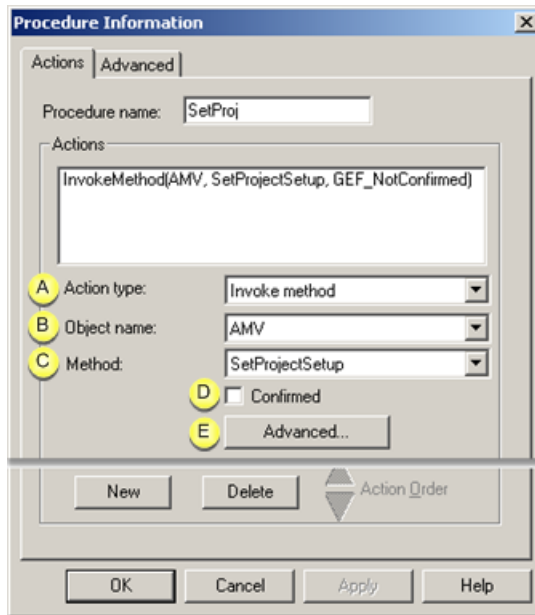 Procedure Information
Actions Advanced
Procedure name: SetProj
Actions
InvokeMethod(AMV, SetProjectSetup, GEF_NotConfirmed)
A Action type: Invoke method
B Object name: AMV
C Method: SetProjectSetup
D Confirmed
E Advanced...
New Delete Action Order
OK Cancel Apply Help